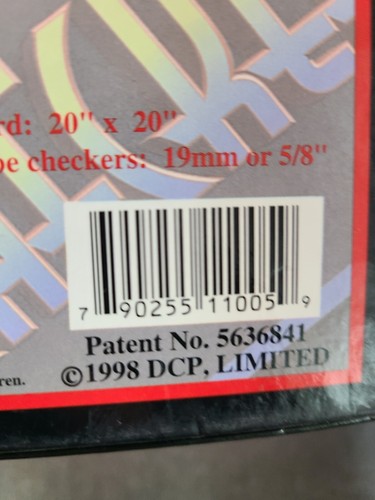 rd: 20" x 20"
pe checkers: 19mm or 5/8"
7 90255 11005 9
Patent No. 5636841
ren.
©1998 DCP, LIMITED